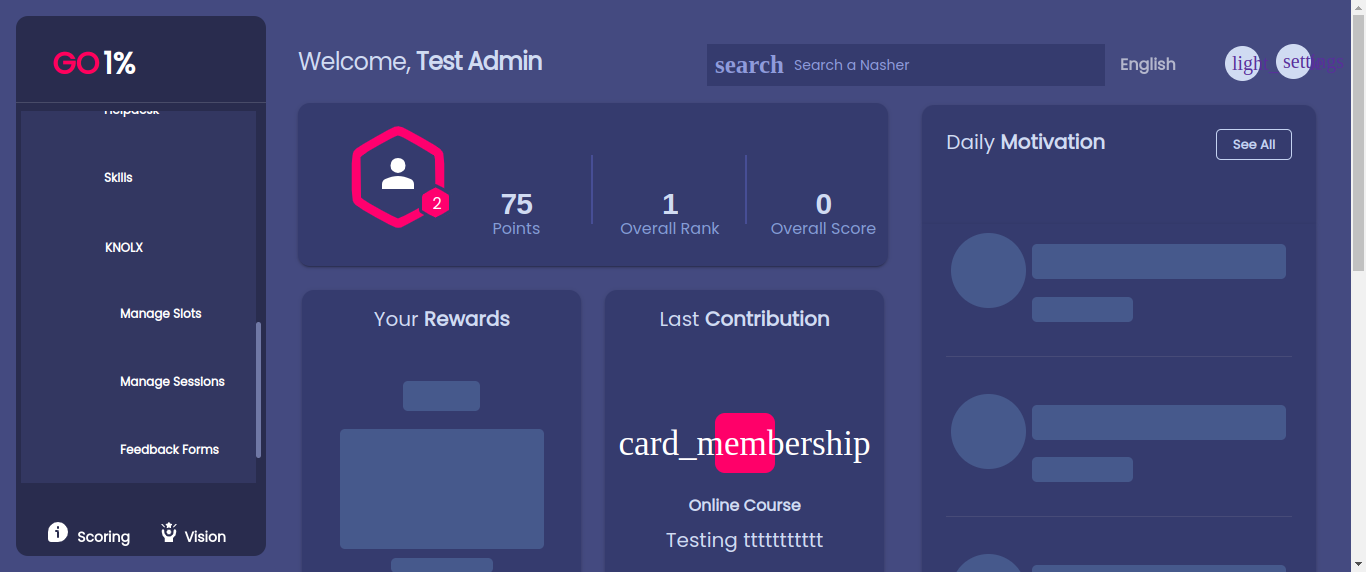 GO 1%
Helpdesk
Skills
KNOLX
Manage Slots
Manage Sessions
Feedback Forms
Scoring
Vision
Welcome, Test Admin
search Search a Nasher
English
settings
2
75
Points
1
Overall Rank
0
Overall Score
Daily Motivation
See All
Your Rewards
Last Contribution
card_membership
Online Course
Testing tttttttttt